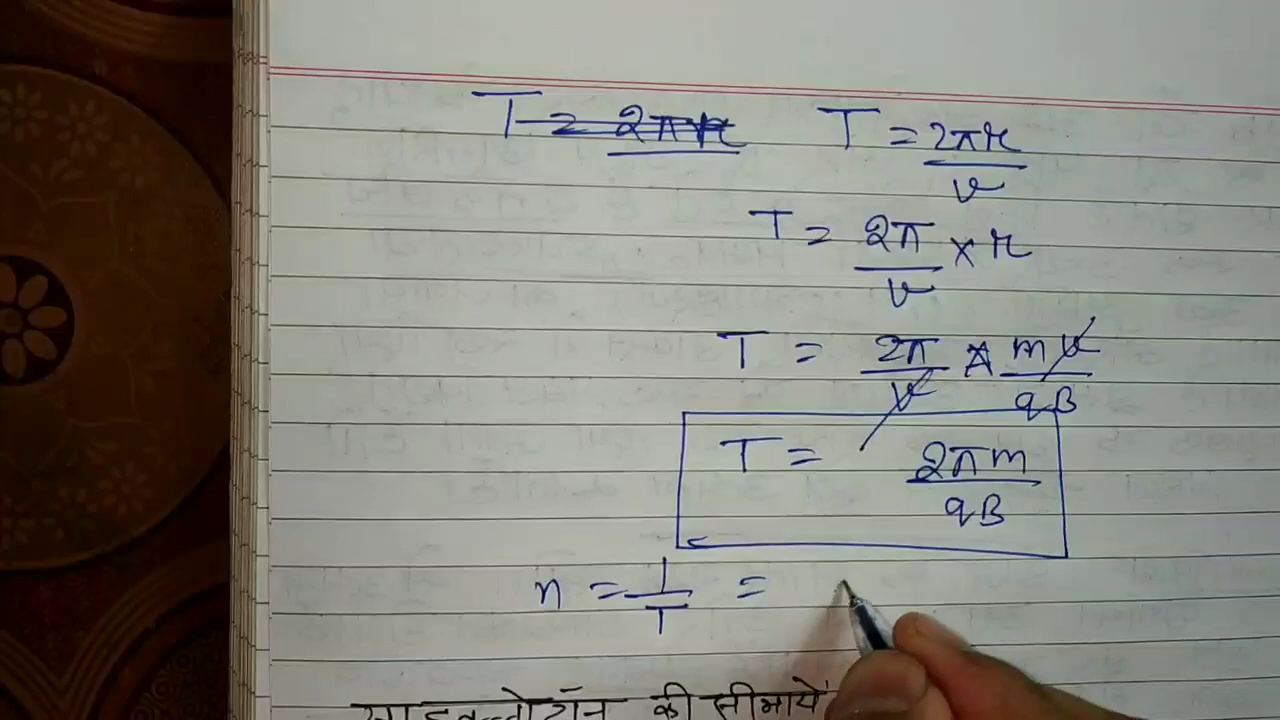 T = 2πr T = 2πr/v
T = 2π/v × r
T = 2π/v × mv/qB
T = 2πm/qB
n = 1/T =
साइक्लोट्रॉन की सीमायें